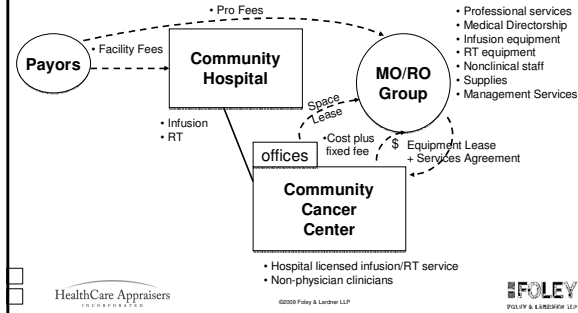 • Pro Fees
Payors
• Facility Fees
Community
Hospital
• Infusion
• RT
MO/RO
Group
• Professional services
• Medical Directorship
• Infusion equipment
• RT equipment
• Nonclinical staff
• Supplies
• Management Services
Space
Lease
offices
•Cost plus
fixed fee
$
Equipment Lease
+ Services Agreement
Community
Cancer
Center
• Hospital licensed infusion/RT service
• Non-physician clinicians
HealthCare Appraisers
INCORPORATED
©2009 Foley & Lardner LLP
FOLEY
FOLEY & LARDNER LLP